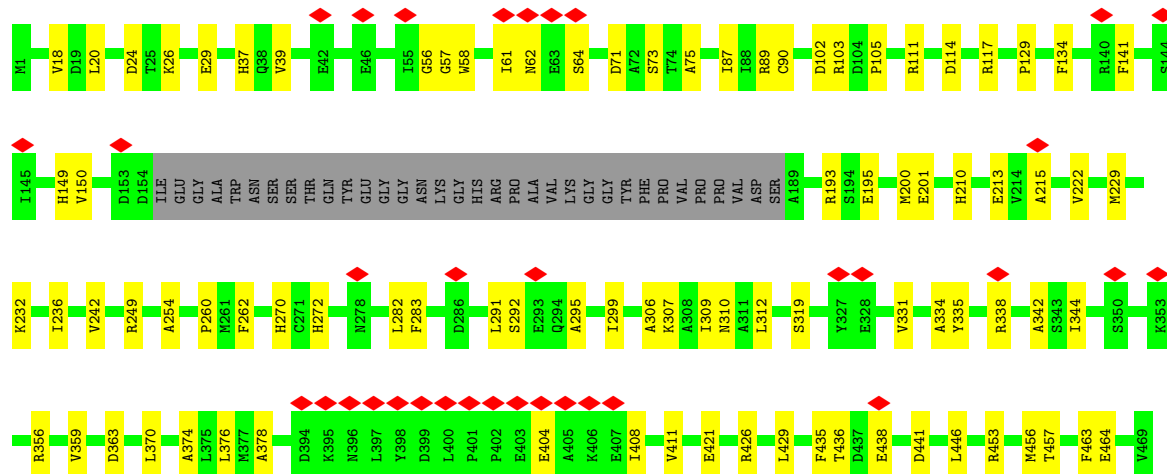 M1 V18 D19 L20 D24 T25 K26 E29 H37 Q38 V39 E42 E46 I55 G56 G57 W58 I61 N62 E63 S64 D71 A72 S73 T74 A75 I87 I88 R89 C90 D102 R103 D104 P105 R111 D114 R117 P129 F134 R140 F141 S144
I145 H149 V150 D153 D154 ILE GLU GLY ALA TRP ASN SER SER THR GLN TYR GLU GLY GLY ASN LYS GLY HIS ARG PRO ALA VAL LYS GLY GLY TYR PHE PRO VAL PRO PRO VAL ASP SER A189 R193 S194 E195 M200 E201 H210 E213 V214 A215 V222 M229
K232 I236 V242 R249 A254 P260 M261 F262 H270 C271 H272 N278 L282 F283 D286 L291 S292 E293 Q294 A295 I299 A306 K307 A308 I309 N310 A311 L312 S319 Y327 E328 V331 A334 Y335 R338 A342 S343 I344 S350 K353
R356 V359 D363 L370 A374 L375 L376 M377 A378 D394 K395 N396 L397 Y398 D399 L400 P401 P402 E403 E404 A405 K406 E407 I408 V411 E421 R426 L429 F435 T436 D437 E438 D441 L446 R453 M456 T457 F463 E464 V469